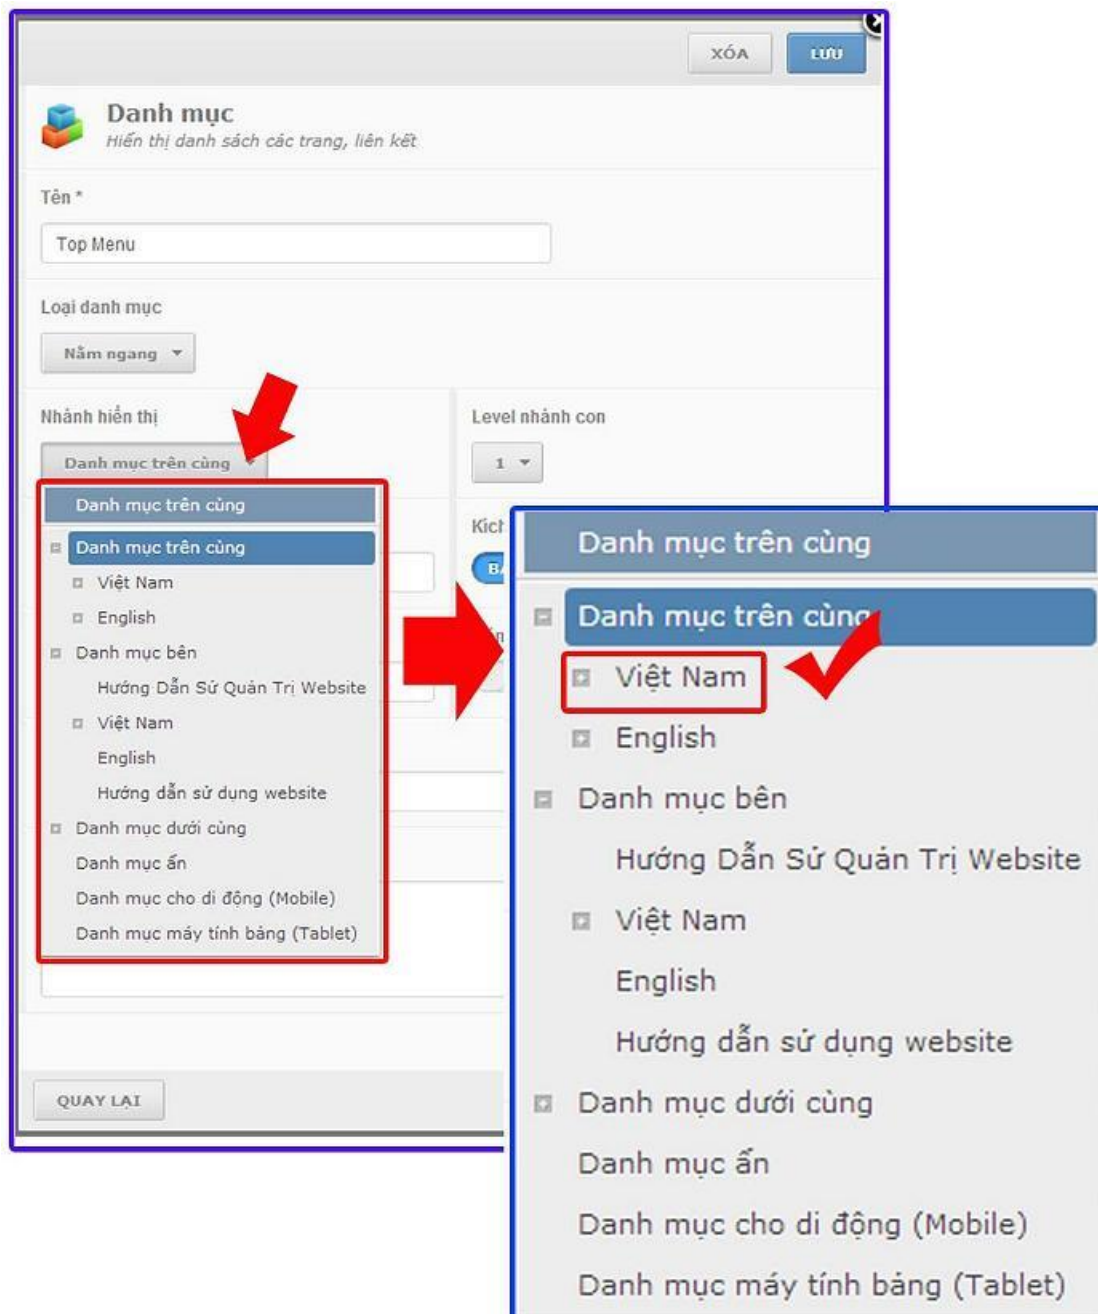 XÓA
LƯU
Danh mục
Hiển thị danh sách các trang, liên kết
Tên *
Top Menu
Loại danh mục
Nằm ngang
Nhánh hiển thị
Level nhánh con
Danh mục trên cùng
1
Danh mục trên cùng
Danh mục trên cùng
Việt Nam
English
Danh mục bên
Hướng Dẫn Sử Quản Trị Website
Việt Nam
English
Hướng dẫn sử dụng website
Danh mục dưới cùng
Danh mục ẩn
Danh mục cho di động (Mobile)
Danh mục máy tính bảng (Tablet)
QUAY LẠI
Danh mục trên cùng
Danh mục trên cùng
Việt Nam
English
Danh mục bên
Hướng Dẫn Sử Quản Trị Website
Việt Nam
English
Hướng dẫn sử dụng website
Danh mục dưới cùng
Danh mục ẩn
Danh mục cho di động (Mobile)
Danh mục máy tính bảng (Tablet)